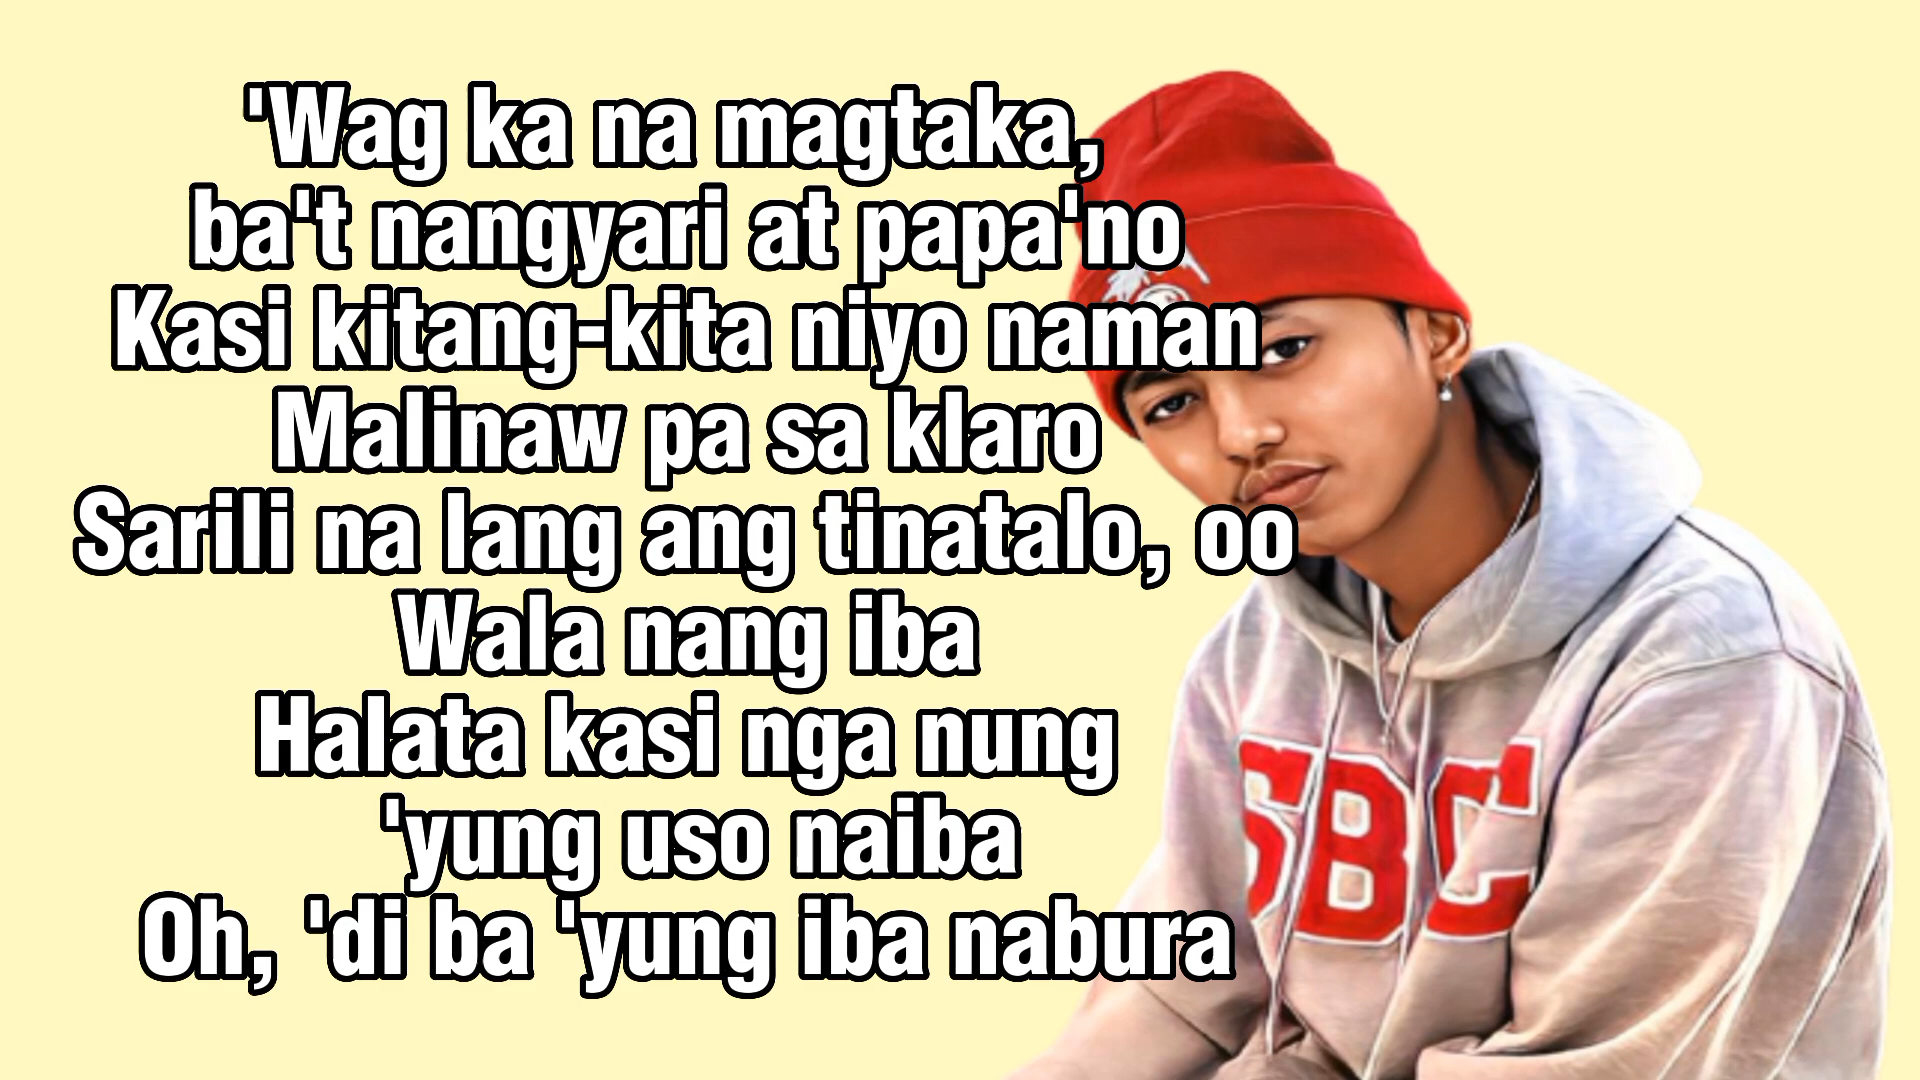 'Wag ka na magtaka,
ba't nangyari at papa'no
Kasi kitang-kita niyo naman
Malinaw pa sa klaro
Sarili na lang ang tinatalo, oo
Wala nang iba
Halata kasi nga nung
'yung uso naiba
Oh, 'di ba 'yung iba nabura
SBC